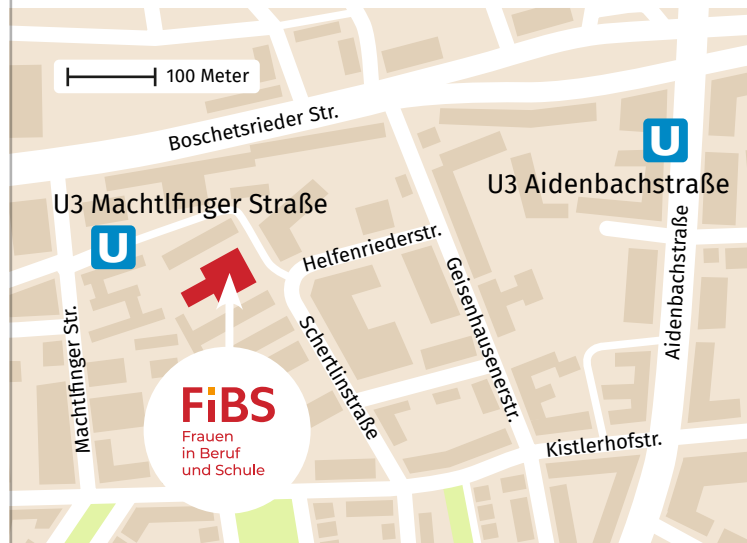 100 Meter
Boschetsrieder Str.
U
U3 Aidenbachstraße
U3 Machtlfinger Straße
U
Helfenriederstr.
Geisenhausenerstr.
Aidenbachstraße
Machtlfinger Str.
Schertlinstraße
FiBS
Frauen
in Beruf
und Schule
Kistlerhofstr.